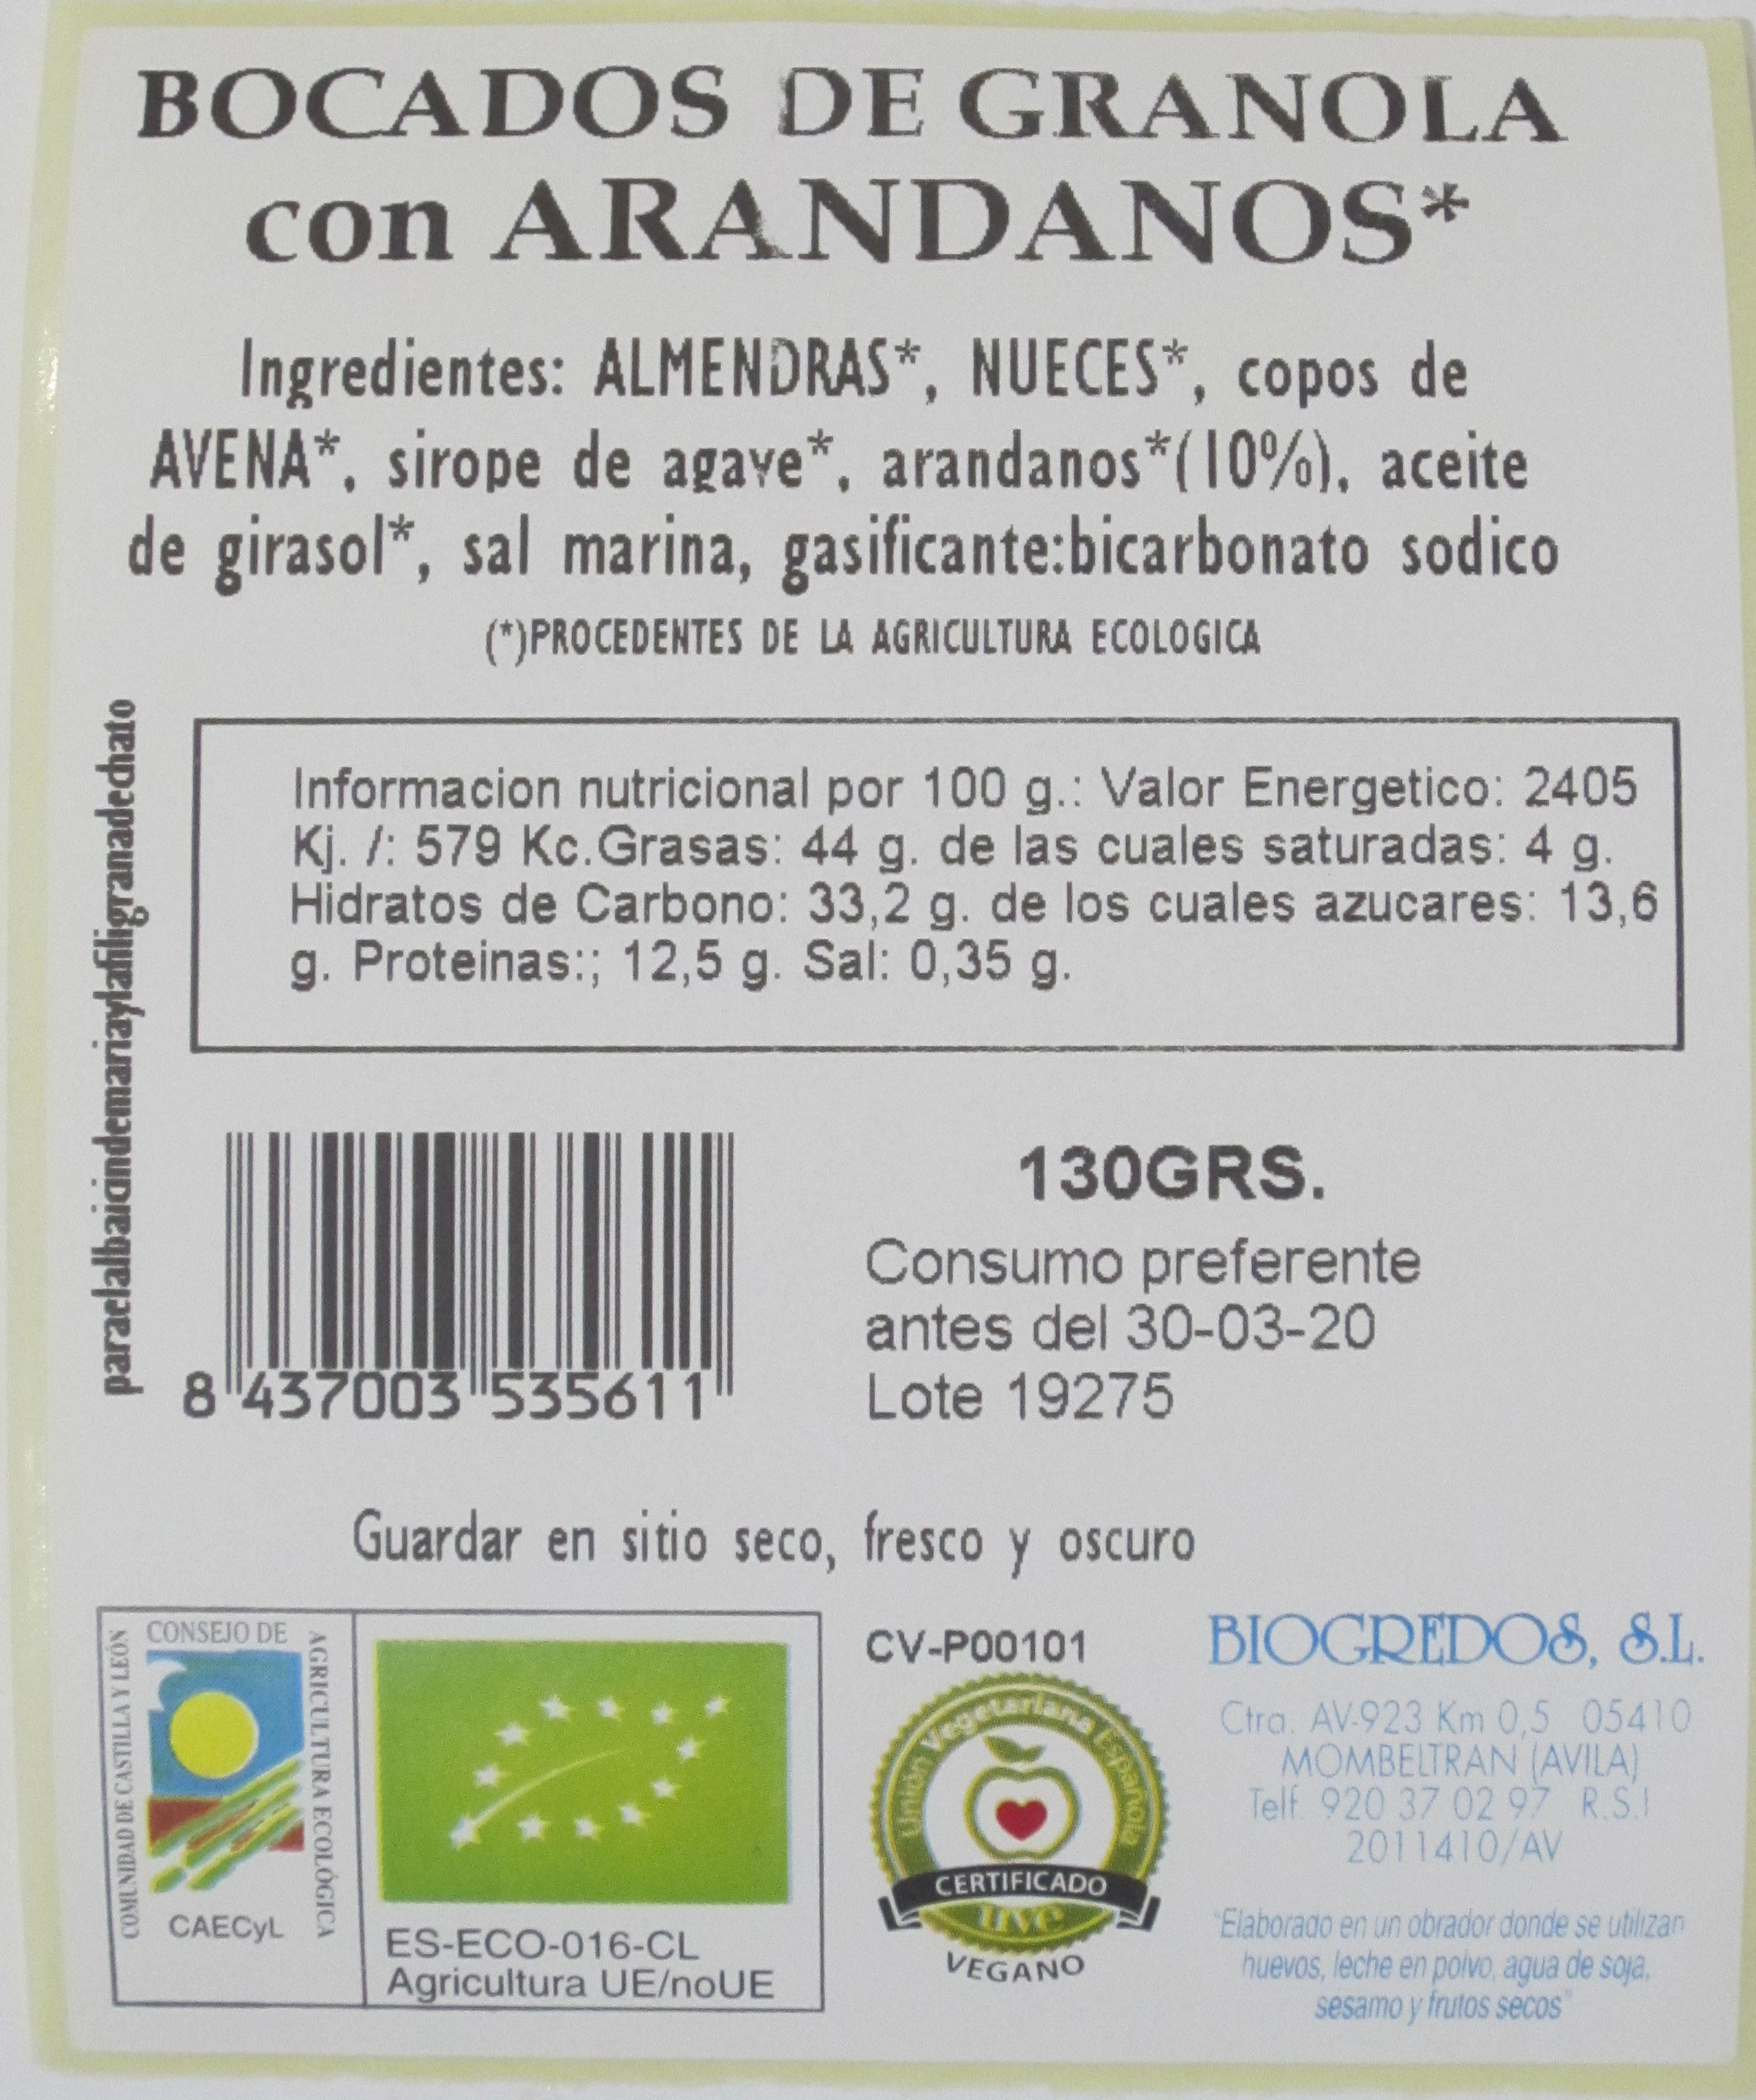 BOCADOS DE GRANOLA
con ARANDANOS*
Ingredientes: ALMENDRAS*, NUECES*, copos de
AVENA*, sirope de agave*, arandanos*(10%), aceite
de girasol*, sal marina, gasificante:bicarbonato sodico
(*)PROCEDENTES DE LA AGRICULTURA ECOLOGICA
paraelalbaicindemariaylafiligranadechato
Informacion nutricional por 100 g.: Valor Energetico: 2405
Kj. /: 579 Kc.Grasas: 44 g. de las cuales saturadas: 4 g.
Hidratos de Carbono: 33,2 g. de los cuales azucares: 13,6
g. Proteinas:; 12,5 g. Sal: 0,35 g.
8 437003 535611
130GRS.
Consumo preferente
antes del 30-03-20
Lote 19275
Guardar en sitio seco, fresco y oscuro
COMUNIDAD DE CASTILLA Y LEÓN
CONSEJO DE
AGRICULTURA ECOLÓGICA
CAECyL
ES-ECO-016-CL
Agricultura UE/noUE
CV-P00101
Unión Vegetariana Española
CERTIFICADO
uve
VEGANO
BIOGREDOS, S.L.
Ctra. AV-923 Km 0,5 05410
MOMBELTRAN (AVILA)
Telf. 920 37 02 97 R.S.I
2011410/AV
"Elaborado en un obrador donde se utilizan
huevos, leche en polvo, agua de soja,
sesamo y frutos secos"